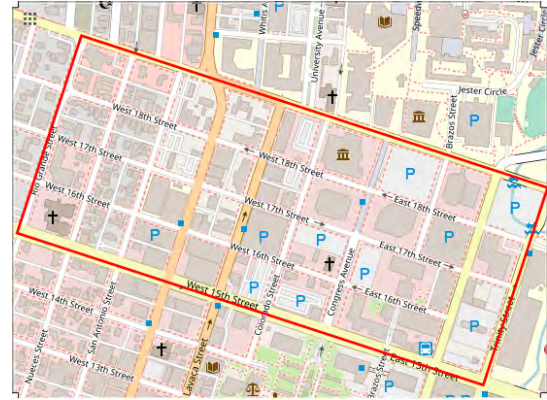 Whitis A
University Avenue
Speedw
Jester Circle
Jester Circle
Brazos Street
West 18th Street
West 17th Street
West 18th Street
Rio Grande Street
West 16th Street
East 18th Street
West 17th Street
East 17th Street
West 16th Street
West 15th Street
East 16th Street
Congress Avenue
Colorado Street
West 14th Street
San Antonio Street
Trinity Street
East 15th Street
West 13th Street
Nueces Street
Lavaca Street
Brazos Street
P
P
P
P
P
P
P
P
P
P
P
P
P